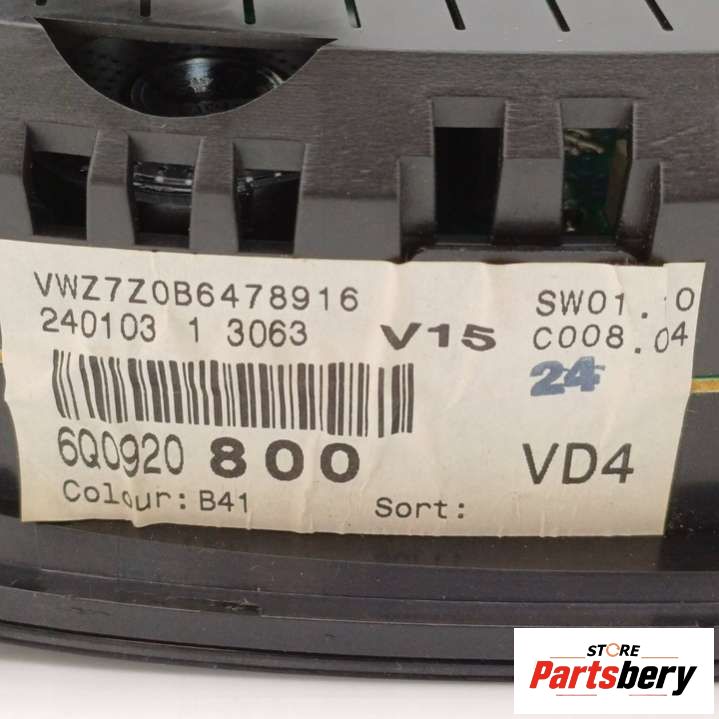 VWZ7Z0B6478916
SW01.10
240103 1 3063
V15
C008.04
24
6Q0920 800
VD4
Colour: B41
Sort:
STORE
Partsbery